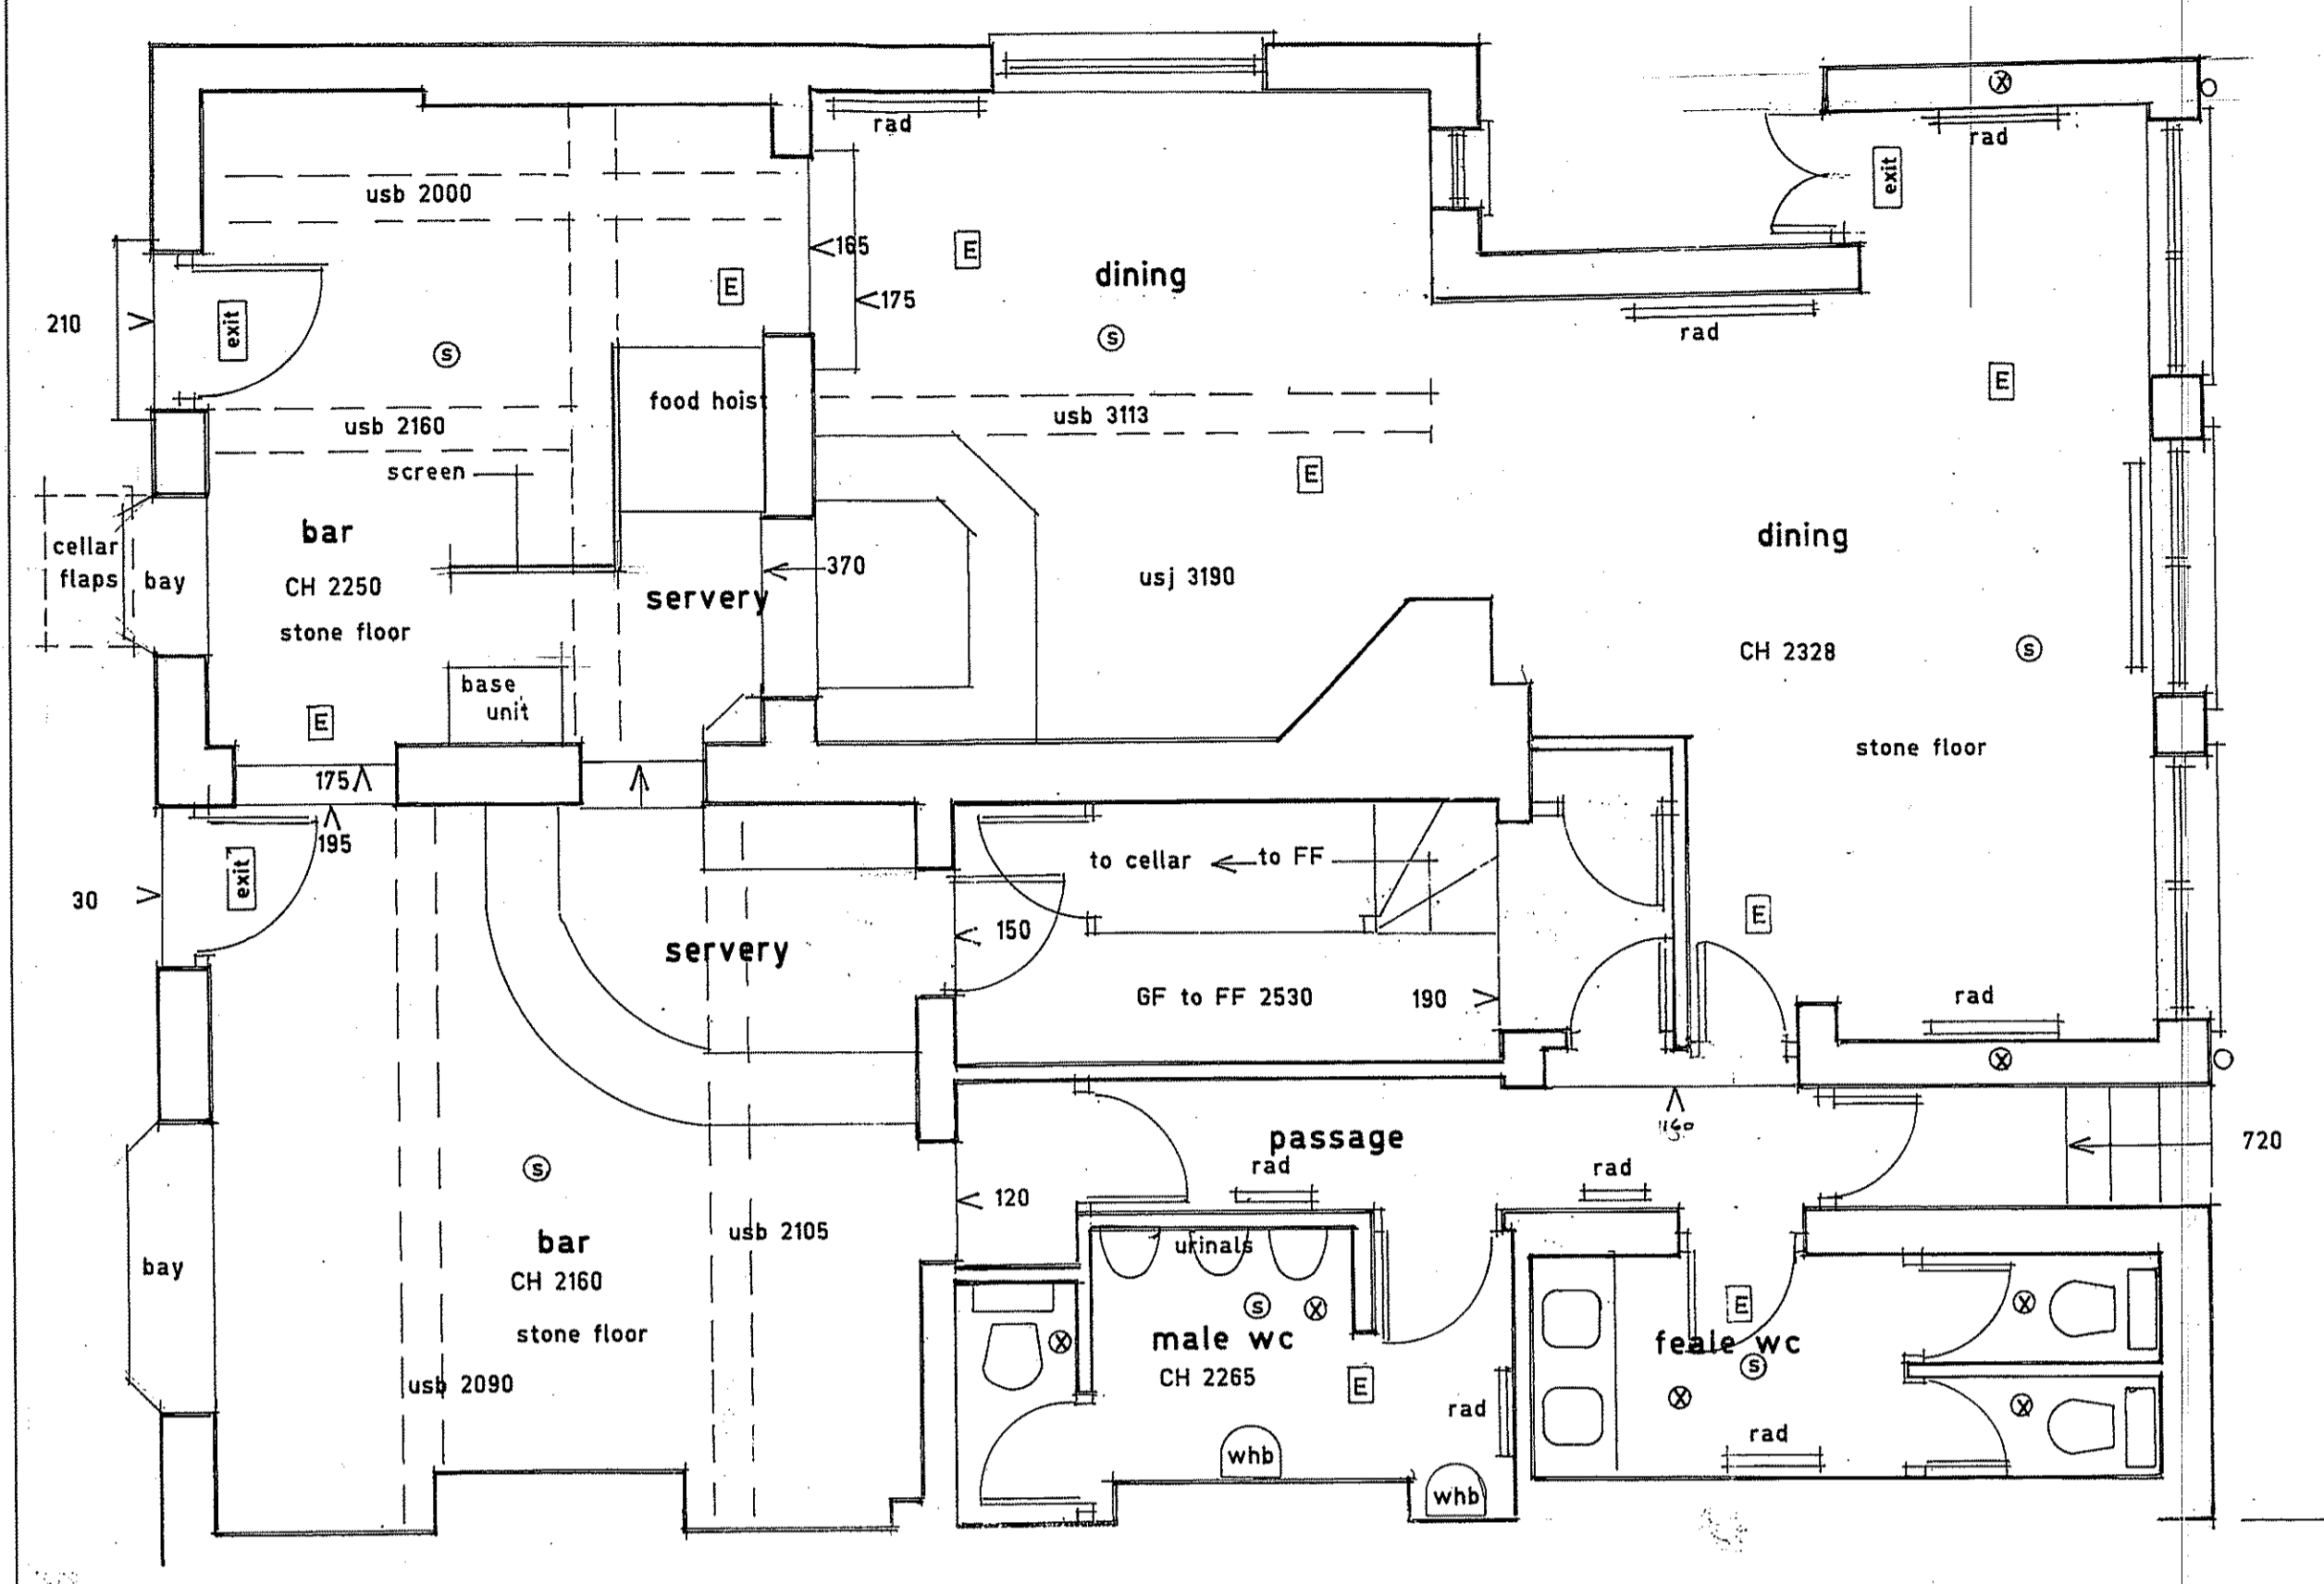 rad
rad
exit
usb 2000
E
165
E
dining
175
rad
210
exit
S
S
E
food hoist
usb 3113
usb 2160
screen
E
bar
dining
cellar
flaps
bay
CH 2250
370
usj 3190
servery
stone floor
CH 2328
S
base
unit
E
stone floor
175
195
to cellar
to FF
exit
30
E
150
servery
GF to FF 2530
190
rad
passage
1160
720
rad
rad
S
120
usb 2105
bar
urinals
bay
CH 2160
S
E
stone floor
male wc
feale wc
S
CH 2265
usb 2090
E
rad
rad
whb
whb